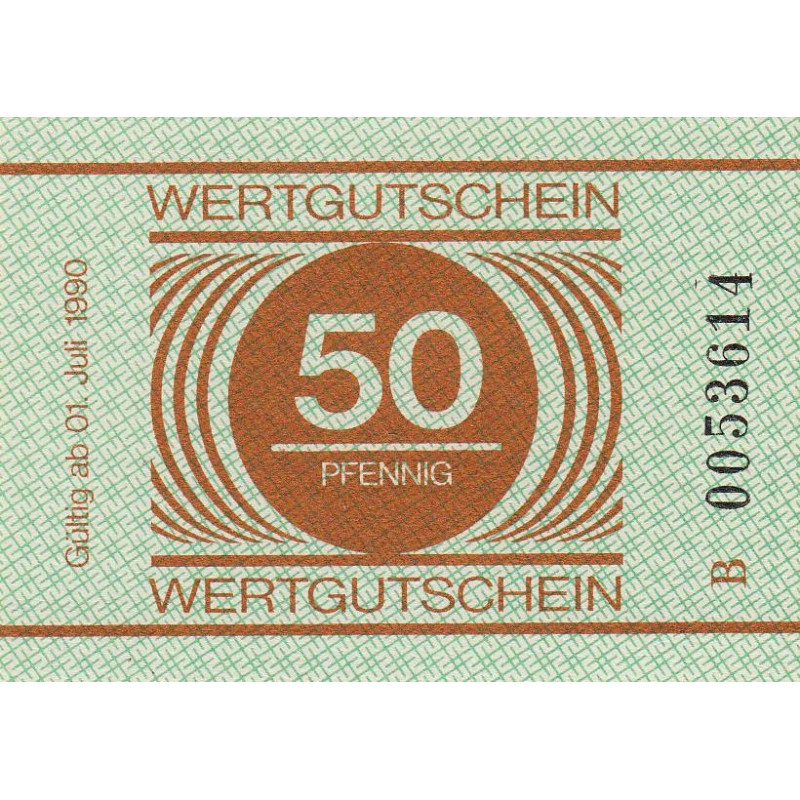 WERTGUTSCHEIN
Gültig ab 01. Juli 1990
50
PFENNIG
B 0053614
WERTGUTSCHEIN